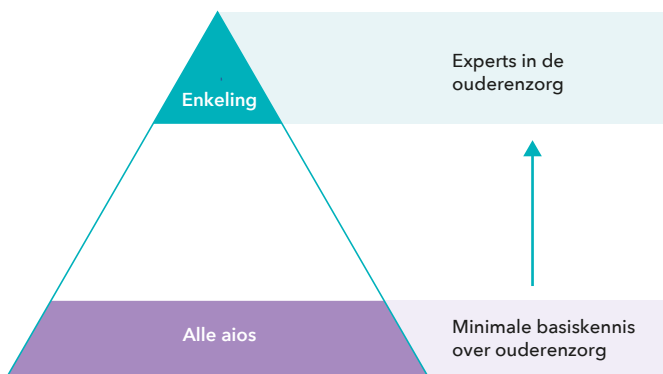 Experts in de
ouderenzorg
Enkeling
Alle aios
Minimale basiskennis
over ouderenzorg